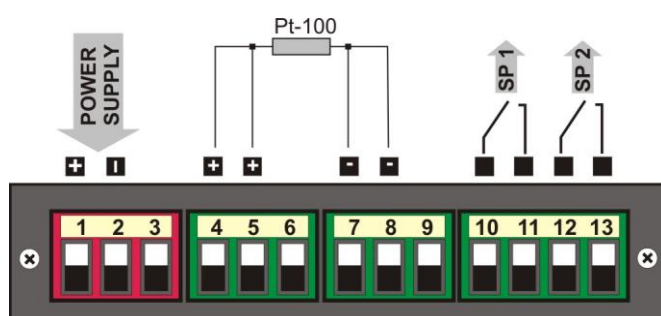 Pt-100
POWER
SUPPLY
SP 1
SP 2
+ - + + - -
1 2 3 4 5 6 7 8 9 10 11 12 13